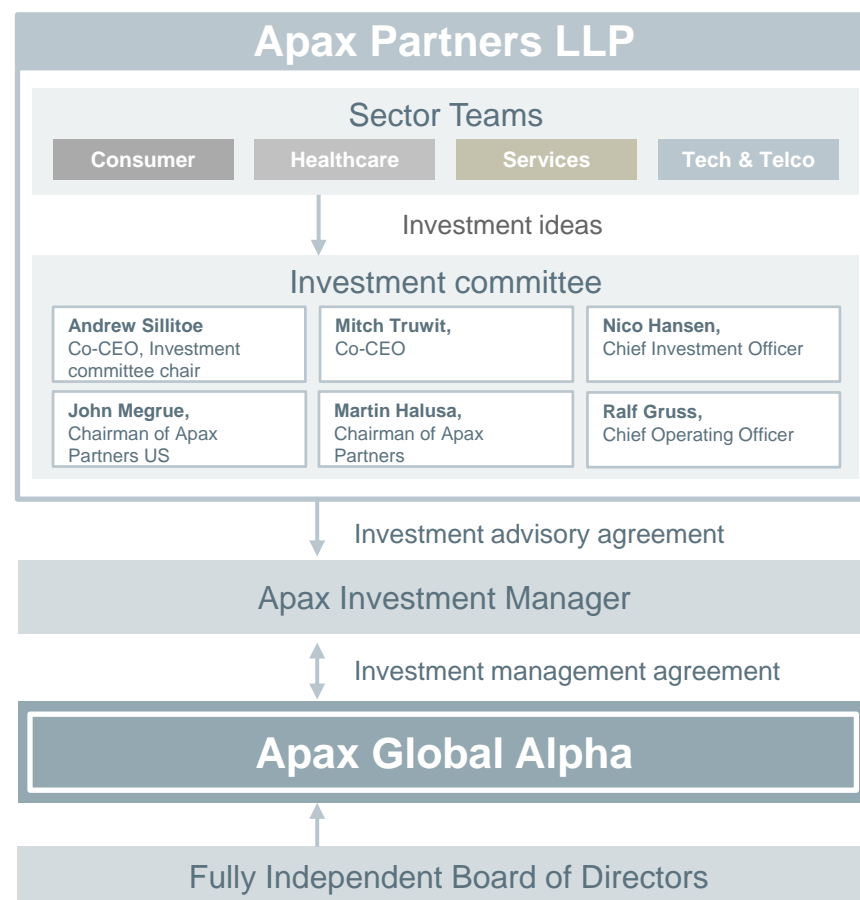 Apax Partners LLP
Sector Teams
Consumer
Healthcare
Services
Tech & Telco
Investment ideas
Investment committee
Andrew Sillitoe
Co-CEO, Investment
committee chair
Mitch Truwit,
Co-CEO
Nico Hansen,
Chief Investment Officer
John Megrue,
Chairman of Apax
Partners US
Martin Halusa,
Chairman of Apax
Partners
Ralf Gruss,
Chief Operating Officer
Investment advisory agreement
Apax Investment Manager
Investment management agreement
Apax Global Alpha
Fully Independent Board of Directors